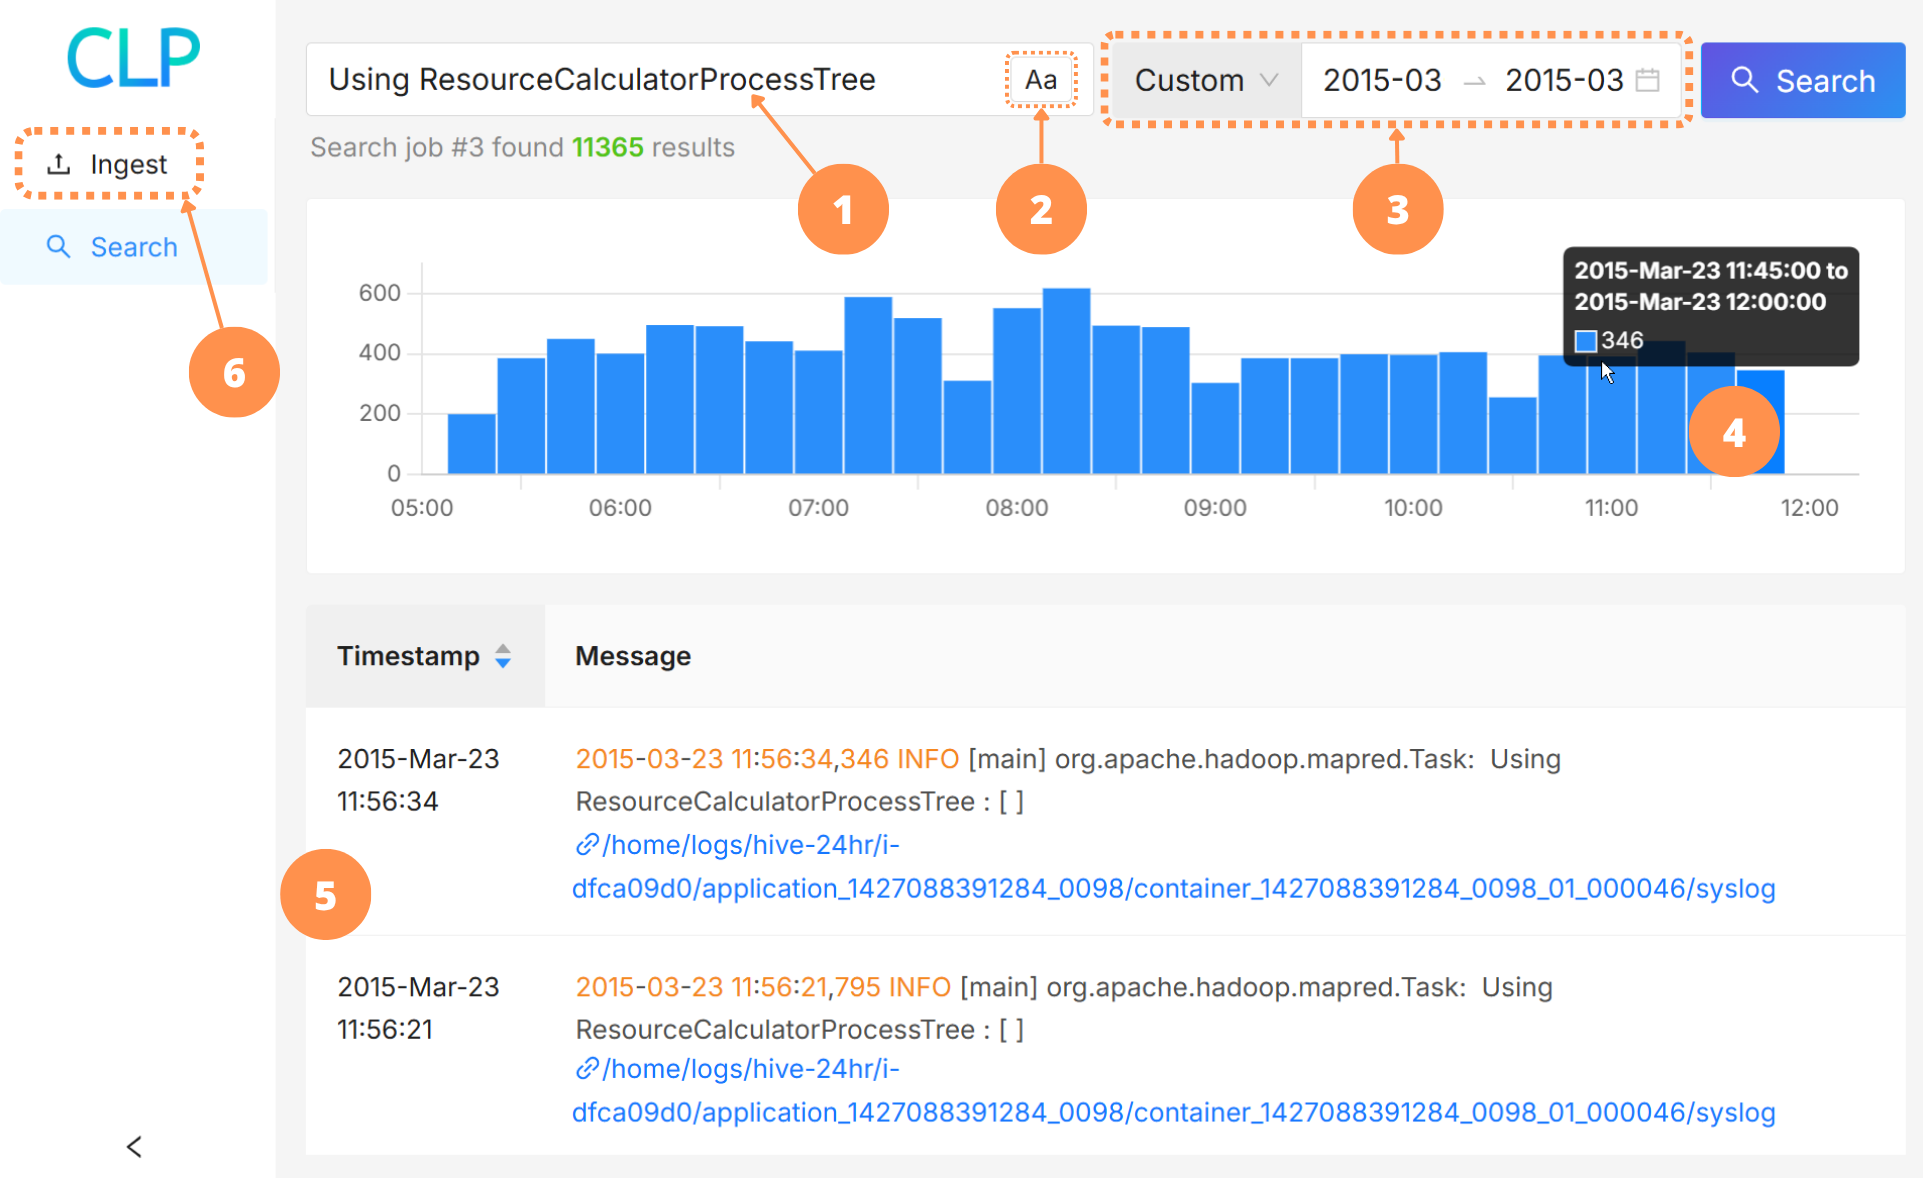 CLP
Ingest
Search
6
Using ResourceCalculatorProcessTree
Aa
Custom
2015-03
2015-03
Search
Search job #3 found 11365 results
1
2
3
2015-Mar-23 11:45:00 to
2015-Mar-23 12:00:00
346
600
400
200
0
4
05:00
06:00
07:00
08:00
09:00
10:00
11:00
12:00
Timestamp
Message
2015-Mar-23
11:56:34
2015-03-23 11:56:34,346 INFO [main] org.apache.hadoop.mapred.Task:  Using
ResourceCalculatorProcessTree : [ ]
/home/logs/hive-24hr/i-
dfca09d0/application_1427088391284_0098/container_1427088391284_0098_01_000046/syslog
5
2015-Mar-23
11:56:21
2015-03-23 11:56:21,795 INFO [main] org.apache.hadoop.mapred.Task:  Using
ResourceCalculatorProcessTree : [ ]
/home/logs/hive-24hr/i-
dfca09d0/application_1427088391284_0098/container_1427088391284_0098_01_000046/syslog